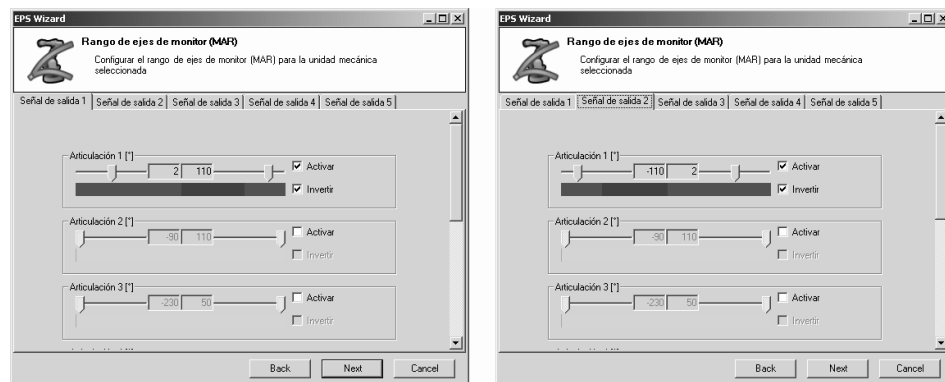 EPS Wizard
Rango de ejes de monitor (MAR)
Configurar el rango de ejes de monitor (MAR) para la unidad mecánica
seleccionada
Señal de salida 1 Señal de salida 2 Señal de salida 3 Señal de salida 4 Señal de salida 5
Articulación 1 [°]
2 110 Activar
Invertir
Articulación 2 [°]
-90 110 Activar
Invertir
Articulación 3 [°]
-230 50 Activar
Invertir
Back Next Cancel
EPS Wizard
Rango de ejes de monitor (MAR)
Configurar el rango de ejes de monitor (MAR) para la unidad mecánica
seleccionada
Señal de salida 1 Señal de salida 2 Señal de salida 3 Señal de salida 4 Señal de salida 5
Articulación 1 [°]
-110 2 Activar
Invertir
Articulación 2 [°]
-90 110 Activar
Invertir
Articulación 3 [°]
-230 50 Activar
Invertir
Back Next Cancel